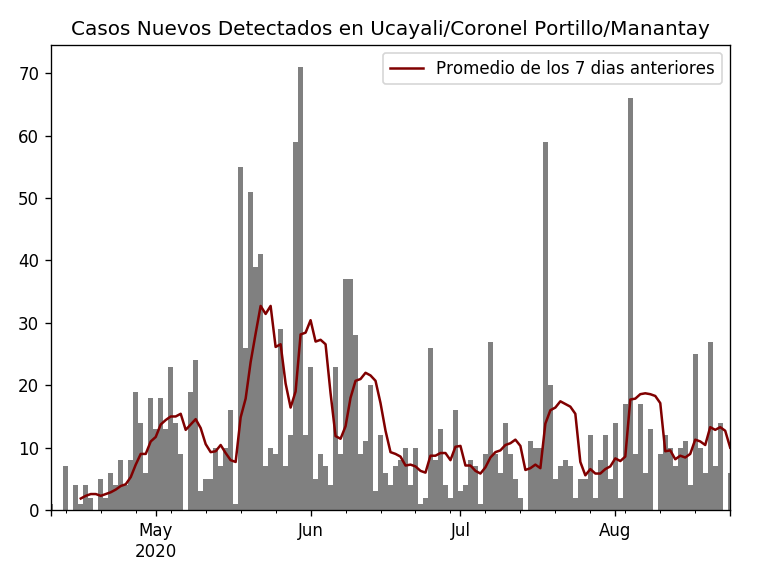 Casos Nuevos Detectados en Ucayali/Coronel Portillo/Manantay
Promedio de los 7 dias anteriores
70
60
50
40
30
20
10
0
May
2020
Jun
Jul
Aug